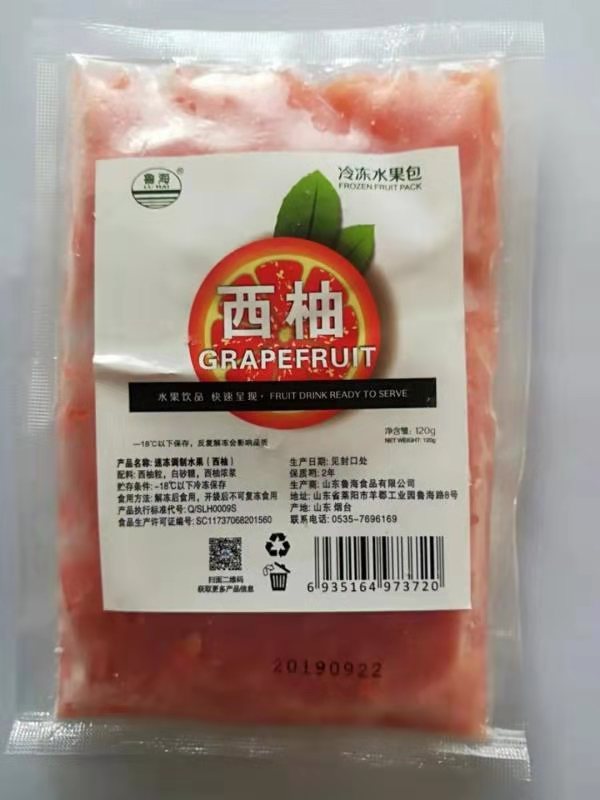 鲁海®
LU HAI
冷冻水果包
FROZEN FRUIT PACK
西柚
GRAPEFRUIT
水果饮品 快速呈现·FRUIT DRINK READY TO SERVE
—18℃以下保存，反复解冻会影响品质
净含量：120g
NET WEIGHT: 120g
产品名称：速冻调制水果（西柚）
配料：西柚粒，白砂糖，西柚浓浆
贮存条件：-18℃以下冷冻保存
食用方法：解冻后食用，开袋后不可复冻食用
产品执行标准代号：Q/SLH0009S
食品生产许可证编号：SC11737068201560
生产日期：见封口处
保质期：2年
生产商：山东鲁海食品有限公司
地址：山东省莱阳市羊郡工业园鲁海路8号
产地：山东 烟台
联系电话：0535-7696169
扫面二维码
获取更多产品信息
6 935164 973720
20190922